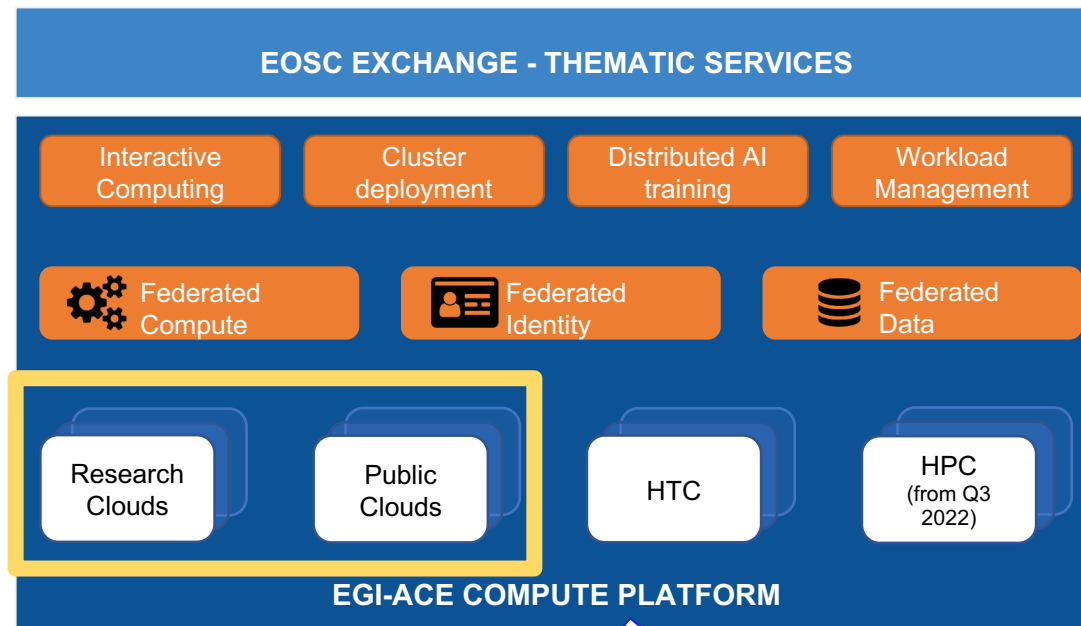 EOSC EXCHANGE - THEMATIC SERVICES
Interactive
Computing
Cluster
deployment
Distributed AI
training
Workload
Management
Federated
Compute
Federated
Identity
Federated
Data
Research
Clouds
Public
Clouds
HTC
HPC
(from Q3
2022)
EGI-ACE COMPUTE PLATFORM